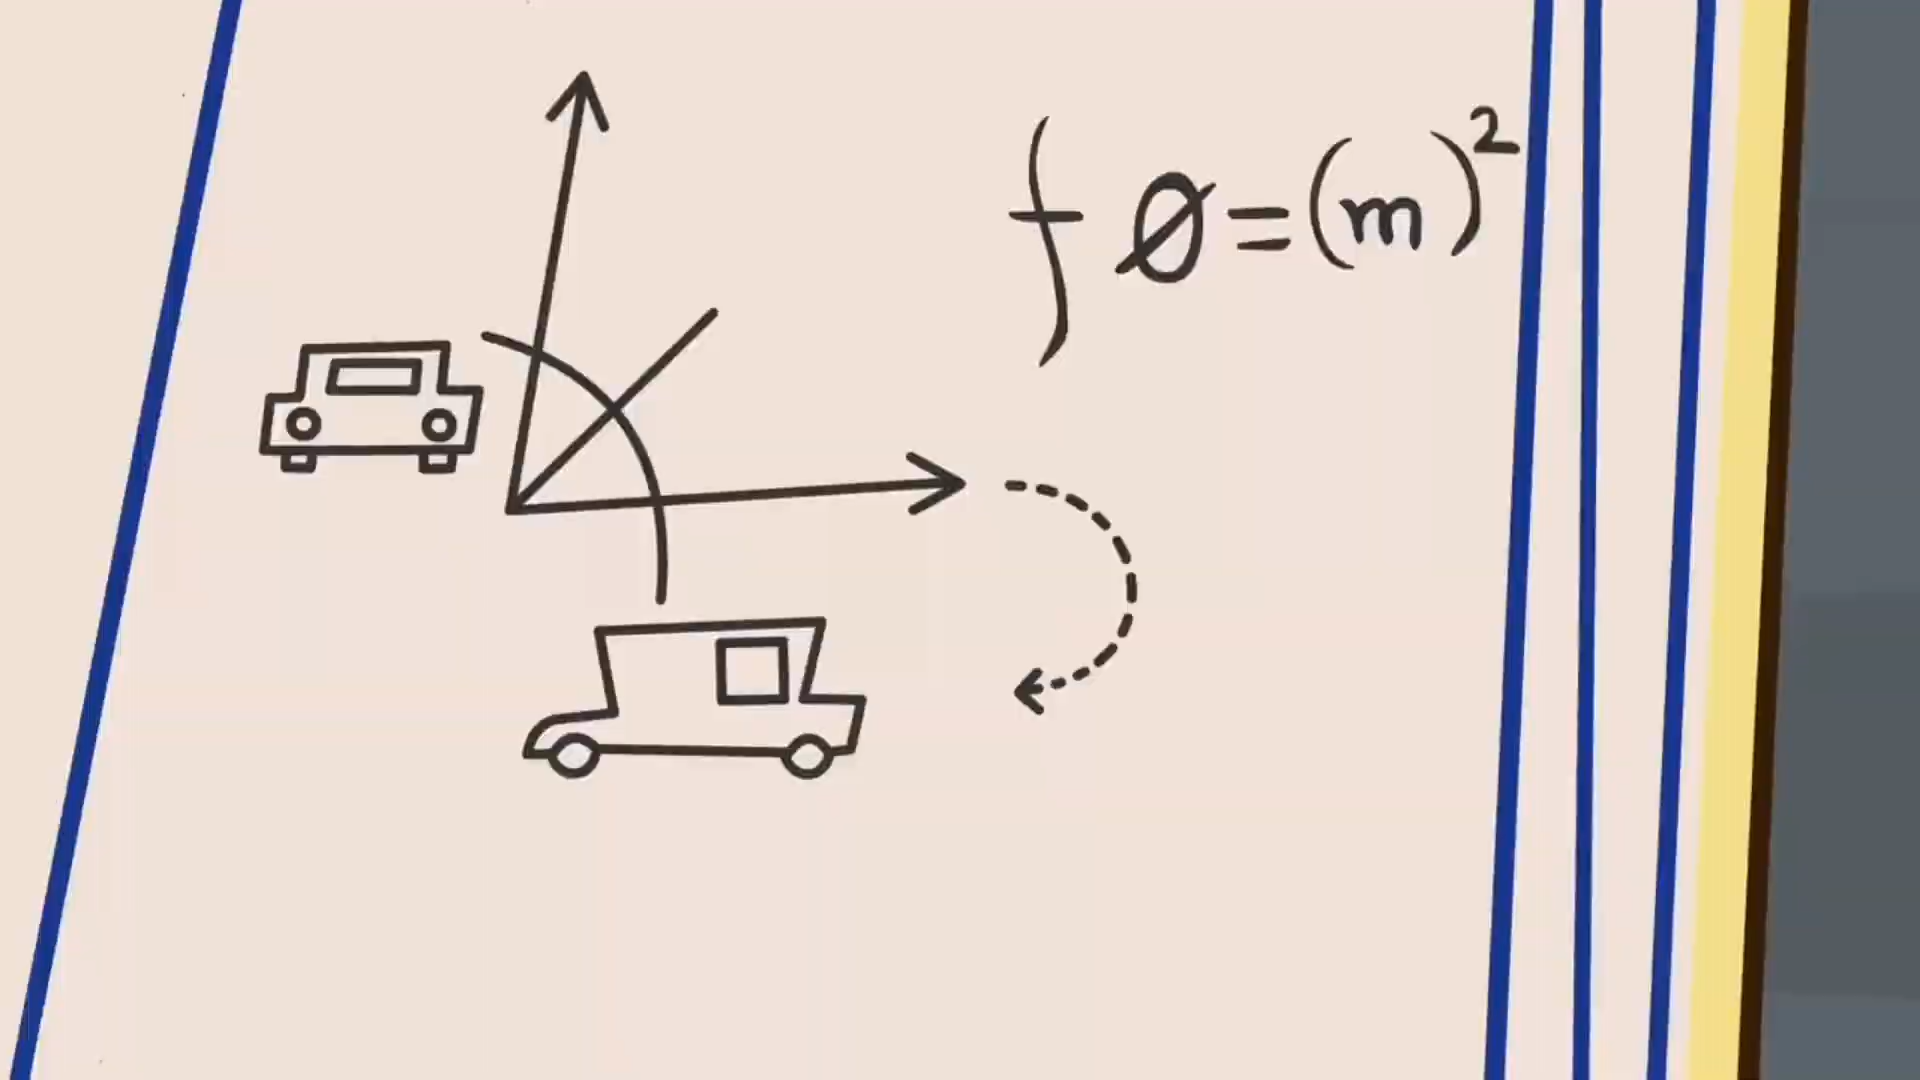 f Ø = (m)²